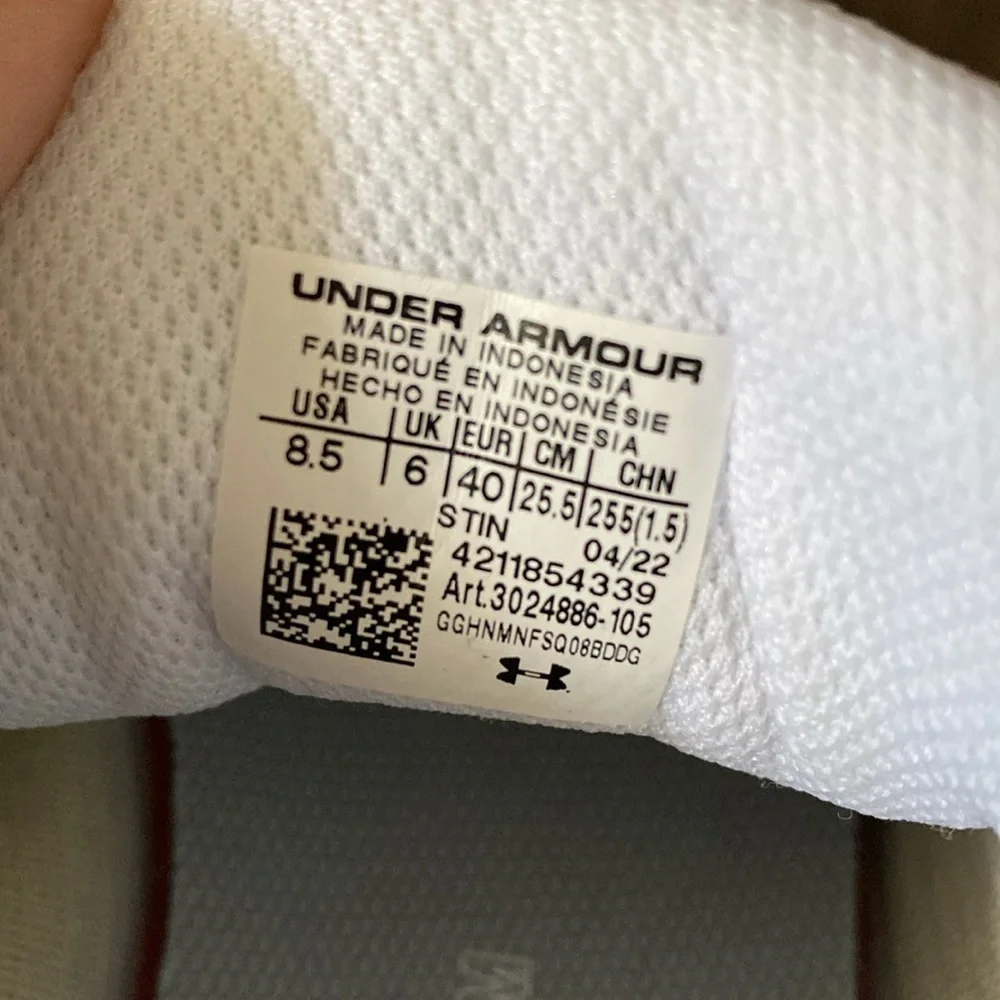 UNDER ARMOUR
MADE IN INDONESIA
FABRIQUÉ EN INDONÉSIE
HECHO EN INDONESIA
USA UK EUR CM CHN
8.5 6 40 25.5 255(1.5)
STIN 04/22
4211854339
Art.3024886-105
GGHNMNFSQ08BDDG